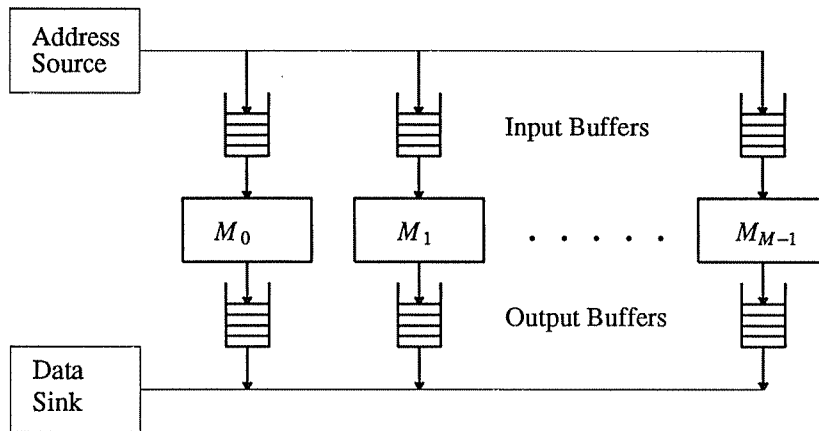 Address
Source
Input Buffers
M0 M1 . . . . . MM−1
Output Buffers
Data
Sink